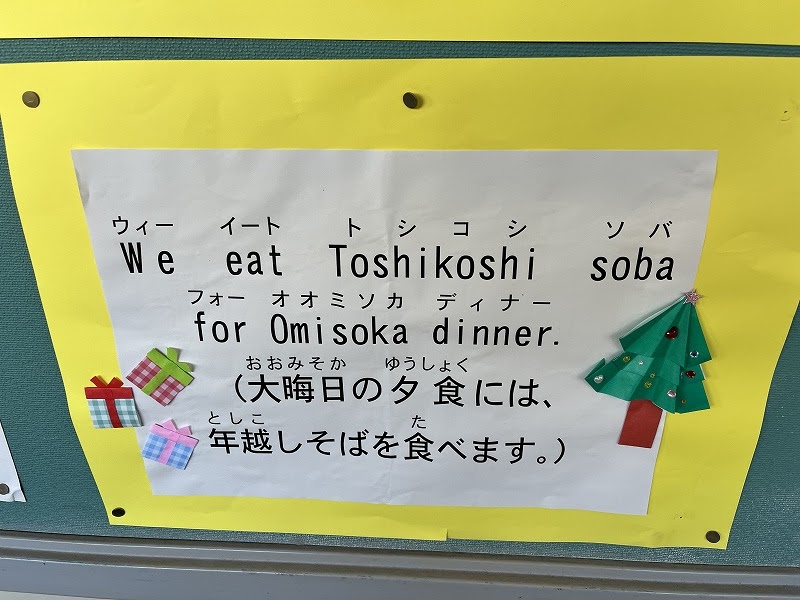 ウィー イート トシコシ ソバ
We eat Toshikoshi soba
フォー オオミソカ ディナー
for Omisoka dinner.
おおみそか ゆうしょく
(大晦日の夕食には、
としこ た
年越しそばを食べます。)